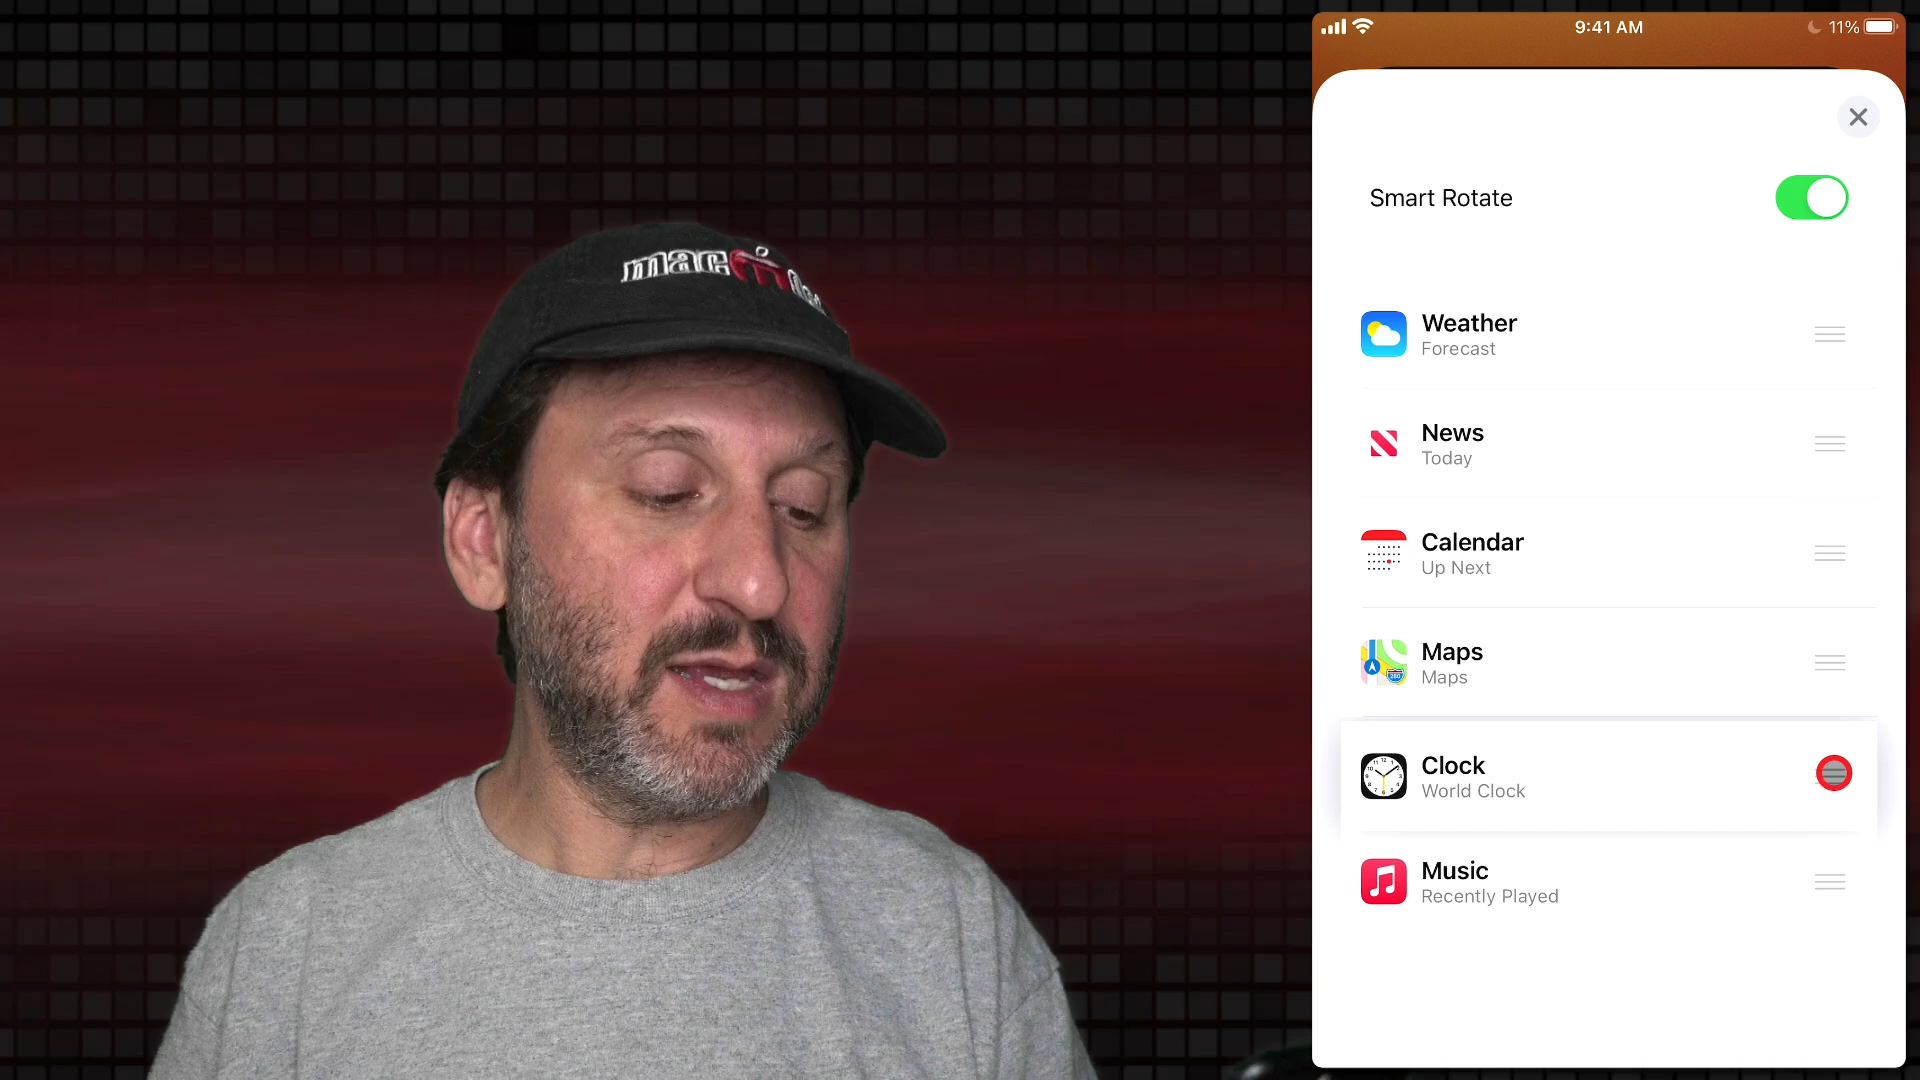 9:41 AM
11%
Smart Rotate
Weather
Forecast
News
Today
Calendar
Up Next
Maps
Maps
Clock
World Clock
Music
Recently Played